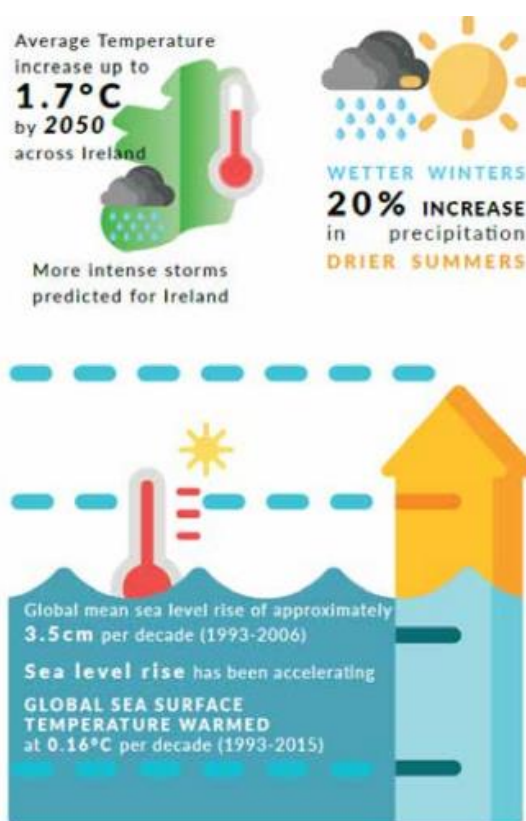 Average Temperature
increase up to
1.7°C
by 2050
across Ireland
More intense storms
predicted for Ireland
WETTER WINTERS
20% INCREASE
in precipitation
DRIER SUMMERS
Global mean sea level rise of approximately
3.5cm per decade (1993-2006)
Sea level rise has been accelerating
GLOBAL SEA SURFACE
TEMPERATURE WARMED
at 0.16°C per decade (1993-2015)